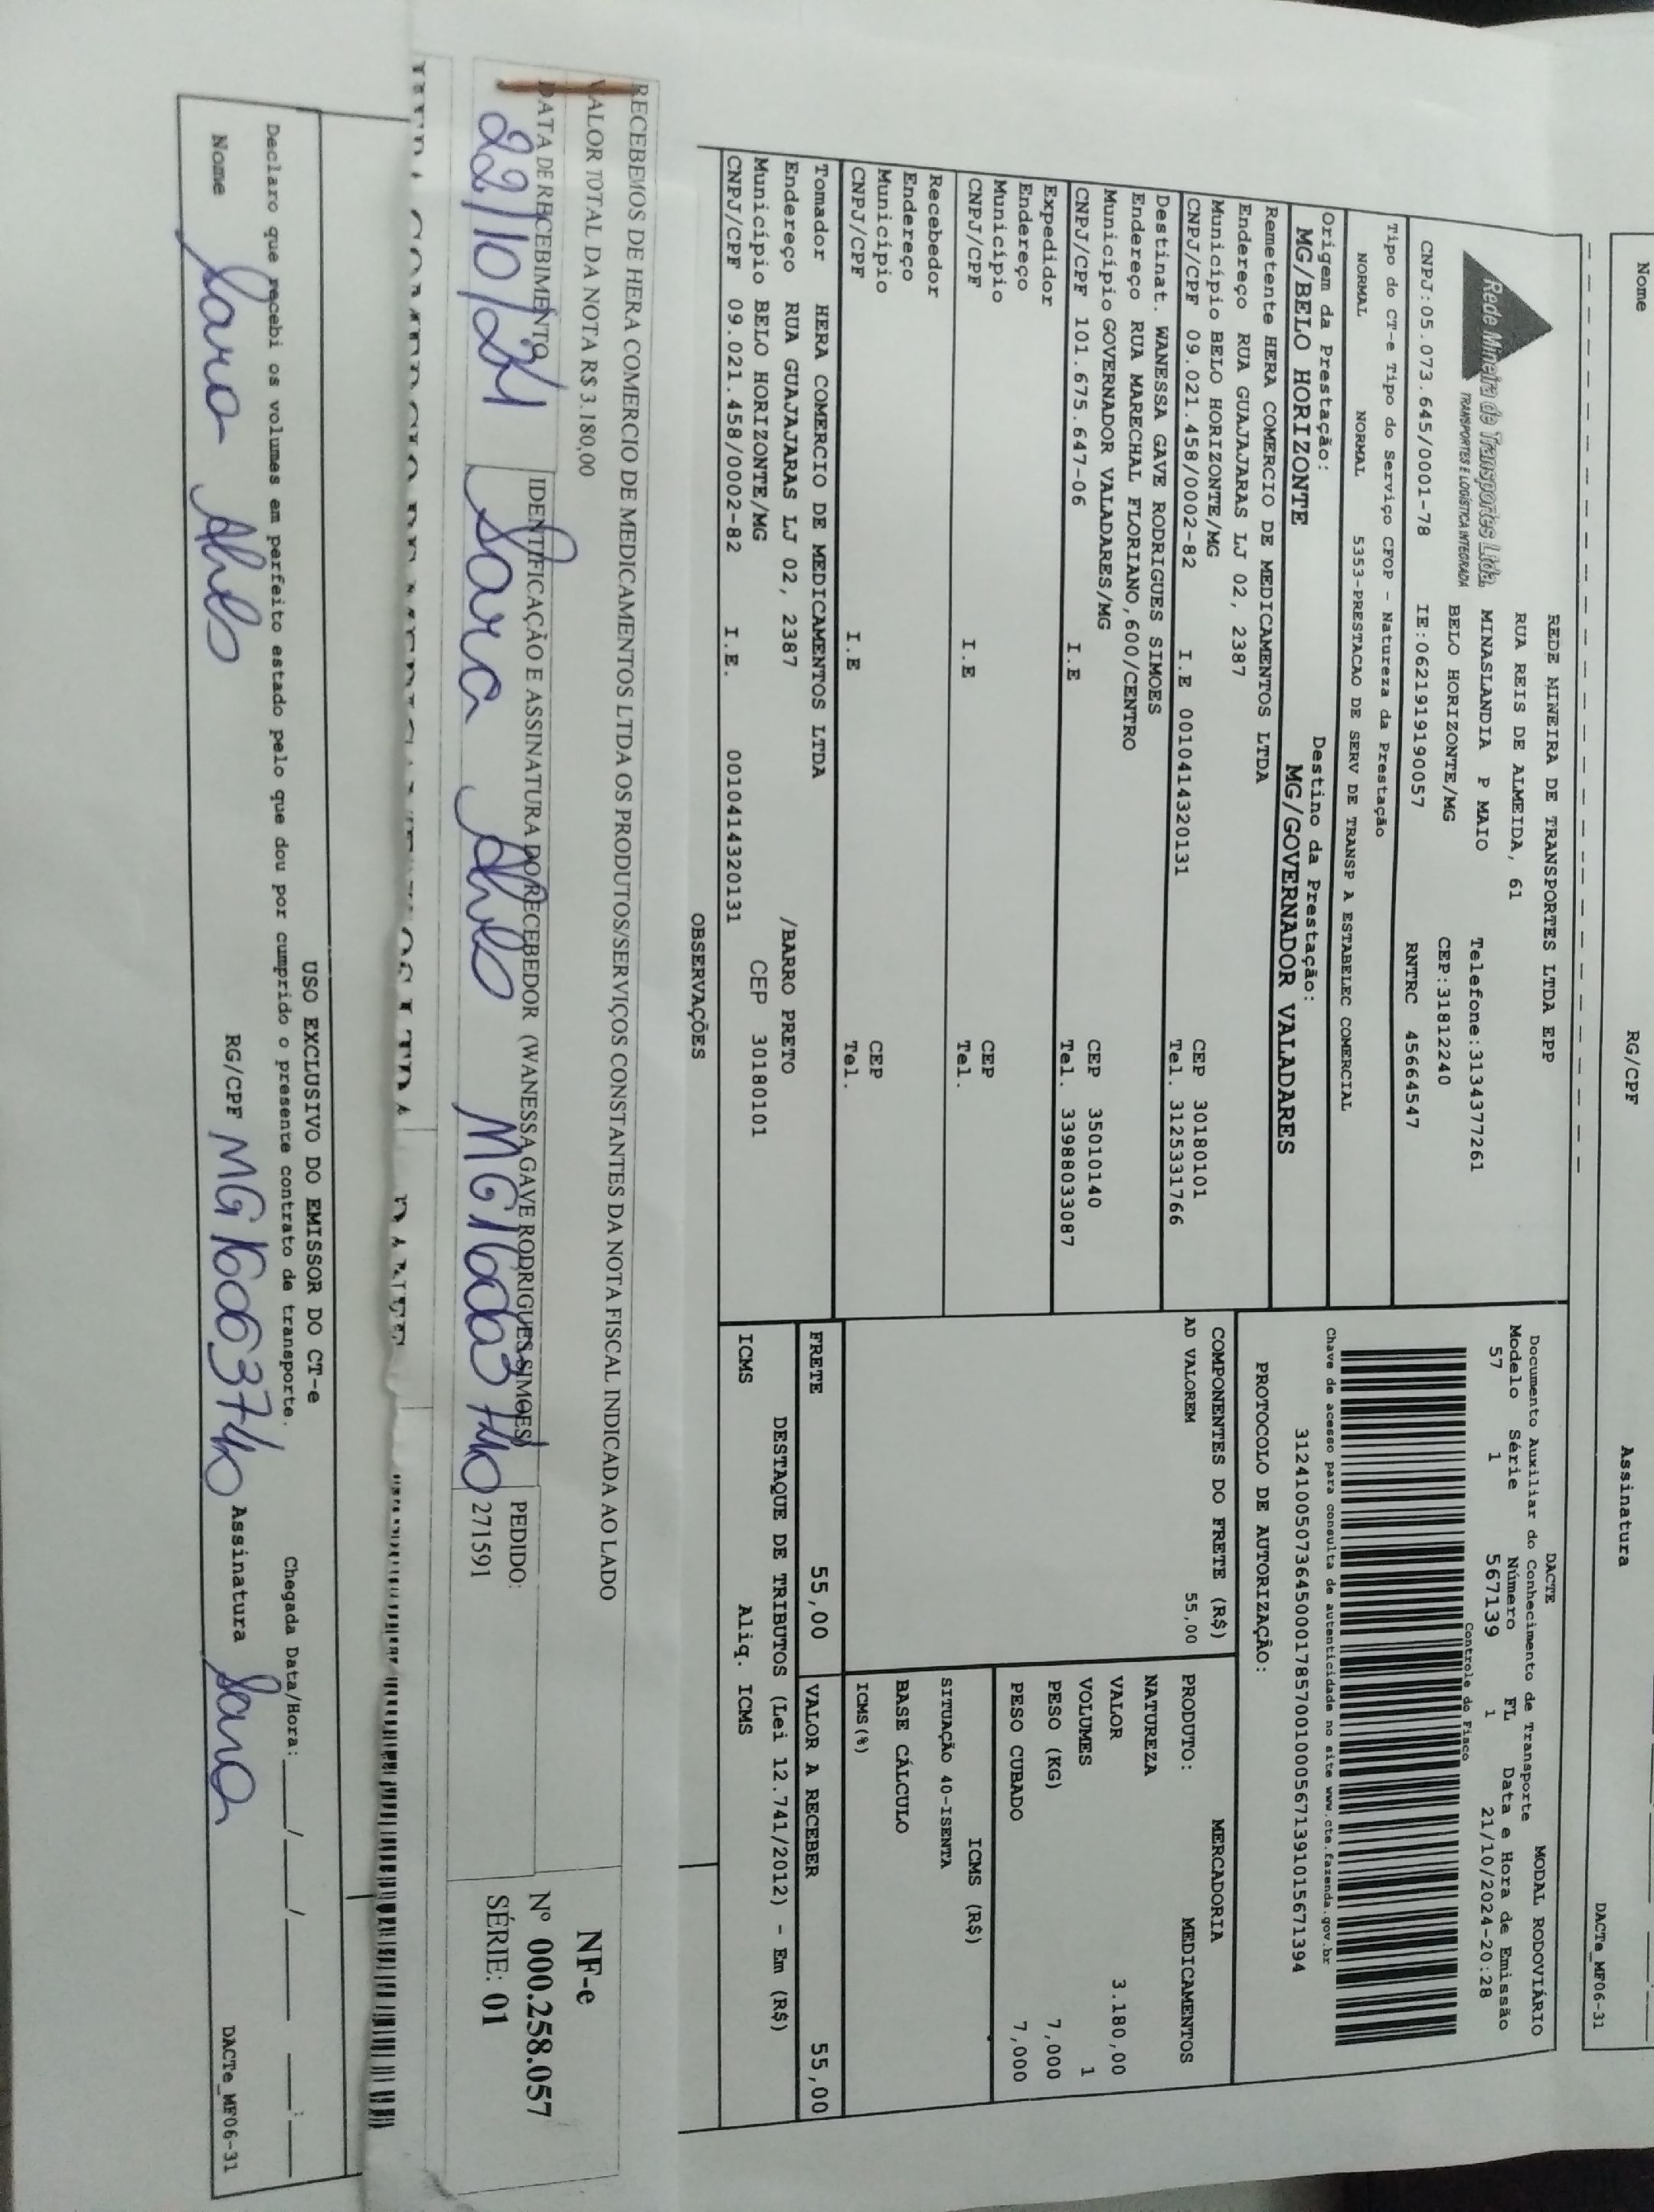 Nome RG/CPF Assinatura
DACTe_MF06-31
Rede Mineira de Transportes Ltda.
TRANSPORTES E LOGÍSTICA INTEGRADA
REDE MINEIRA DE TRANSPORTES LTDA EPP
RUA REIS DE ALMEIDA, 61
MINASLANDIA P MAIO Telefone:3134377261
BELO HORIZONTE/MG CEP:31812240
CNPJ:05.073.645/0001-78 IE:0621919190057 RNTRC 45664547
Tipo do CT-e Tipo do Serviço CFOP - Natureza da Prestação
NORMAL NORMAL 5353-PRESTACAO DE SERV DE TRANSP A ESTABELEC COMERCIAL
Origem da Prestação: Destino da Prestação:
MG/BELO HORIZONTE MG/GOVERNADOR VALADARES
Remetente HERA COMERCIO DE MEDICAMENTOS LTDA
Endereço RUA GUAJAJARAS LJ 02, 2387
Município BELO HORIZONTE/MG CEP 30180101
CNPJ/CPF 09.021.458/0002-82 I.E 0010414320131 Tel. 3125331766
Destinat. WANESSA GAVE RODRIGUES SIMOES
Endereço RUA MARECHAL FLORIANO,600/CENTRO
Município GOVERNADOR VALADARES/MG CEP 35010140
CNPJ/CPF 101.675.647-06 I.E Tel. 33988033087
Expedidor
Endereço
Município CEP
CNPJ/CPF I.E Tel.
Recebedor
Endereço
Município CEP
CNPJ/CPF I.E Tel.
Tomador HERA COMERCIO DE MEDICAMENTOS LTDA
Endereço RUA GUAJAJARAS LJ 02, 2387 /BARRO PRETO
Município BELO HORIZONTE/MG CEP 30180101
CNPJ/CPF 09.021.458/0002-82 I.E. 0010414320131
OBSERVAÇÕES
DACTE MODAL RODOVIÁRIO
Documento Auxiliar do Conhecimento de Transporte
Modelo Série Número FL Data e Hora de Emissão
57 1 567139 1 21/10/2024-20:28
Controle do Fisco
Chave de acesso para consulta de autenticidade no site www.cte.fazenda.gov.br
31241005073645000178570010005671391015671394
PROTOCOLO DE AUTORIZAÇÃO:
COMPONENTES DO FRETE (R$)
AD VALOREM 55,00
MERCADORIA
PRODUTO: MEDICAMENTOS
NATUREZA
VALOR 3.180,00
VOLUMES 1
PESO (KG) 7,000
PESO CUBADO 7,000
ICMS (R$)
SITUAÇÃO 40-ISENTA
BASE CÁLCULO
ICMS(%)
FRETE 55,00 VALOR A RECEBER 55,00
DESTAQUE DE TRIBUTOS (Lei 12.741/2012) - Em (R$)
ICMS Aliq. ICMS
RECEBEMOS DE HERA COMERCIO DE MEDICAMENTOS LTDA OS PRODUTOS/SERVIÇOS CONSTANTES DA NOTA FISCAL INDICADA AO LADO
VALOR TOTAL DA NOTA R$ 3.180,00
DATA DE RECEBIMENTO IDENTIFICAÇÃO E ASSINATURA DO RECEBEDOR (WANESSA GAVE RODRIGUES SIMOES) PEDIDO:
22/10/24 Sara Alves MG 16063740 271591
NF-e
Nº 000.258.057
SÉRIE: 01
USO EXCLUSIVO DO EMISSOR DO CT-e
Declaro que recebi os volumes em perfeito estado pelo que dou por cumprido o presente contrato de transporte. Chegada Data/Hora:____/____/____ __:__
Nome Sara Alves RG/CPF MG 16063740 Assinatura Sara
DACTe_MF06-31